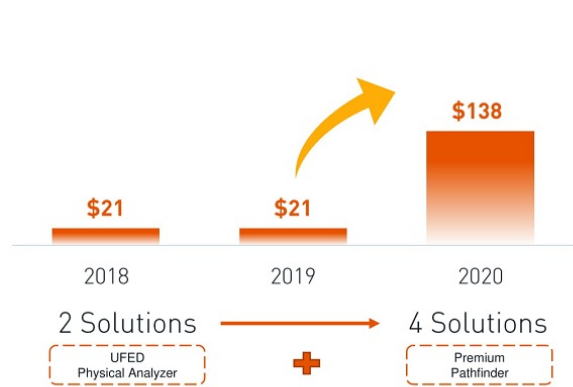 $138
$21
$21
2018
2019
2020
2 Solutions
4 Solutions
UFED
Physical Analyzer
Premium
Pathfinder